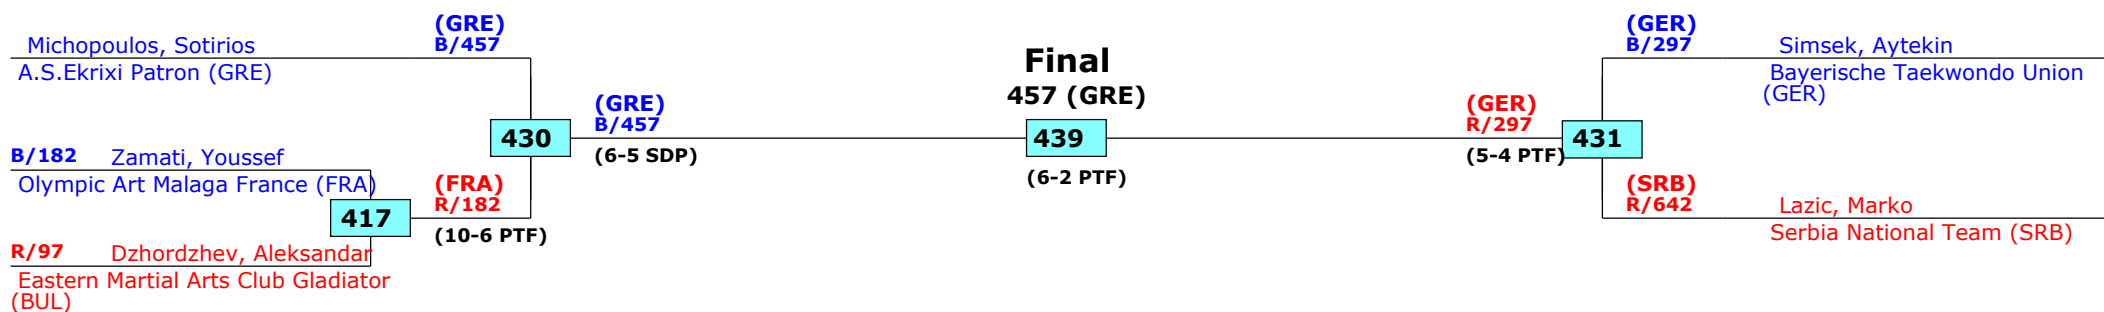 (GRE)
B/457
Michopoulos, Sotirios
A.S.Ekrixi Patron (GRE)
B/182 Zamati, Youssef
Olympic Art Malaga France (FRA)
417
R/97 Dzhordzhev, Aleksandar
Eastern Martial Arts Club Gladiator
(BUL)
(FRA)
R/182
(10-6 PTF)
430
(GRE)
B/457
(6-5 SDP)
Final
457 (GRE)
439
(6-2 PTF)
(GER)
R/297
(5-4 PTF)
431
(GER)
B/297
Simsek, Aytekin
Bayerische Taekwondo Union
(GER)
(SRB)
R/642
Lazic, Marko
Serbia National Team (SRB)